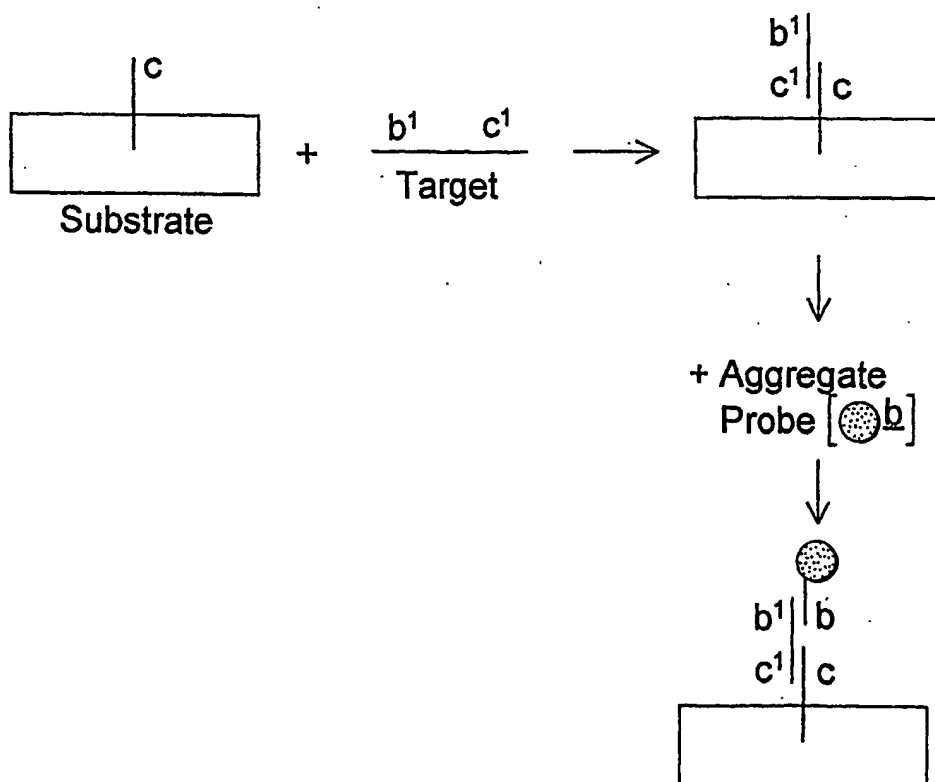 c
+
b¹ c¹
Target
Substrate
b¹
c¹ c
+ Aggregate
Probe [b]
b¹ b
c¹ c